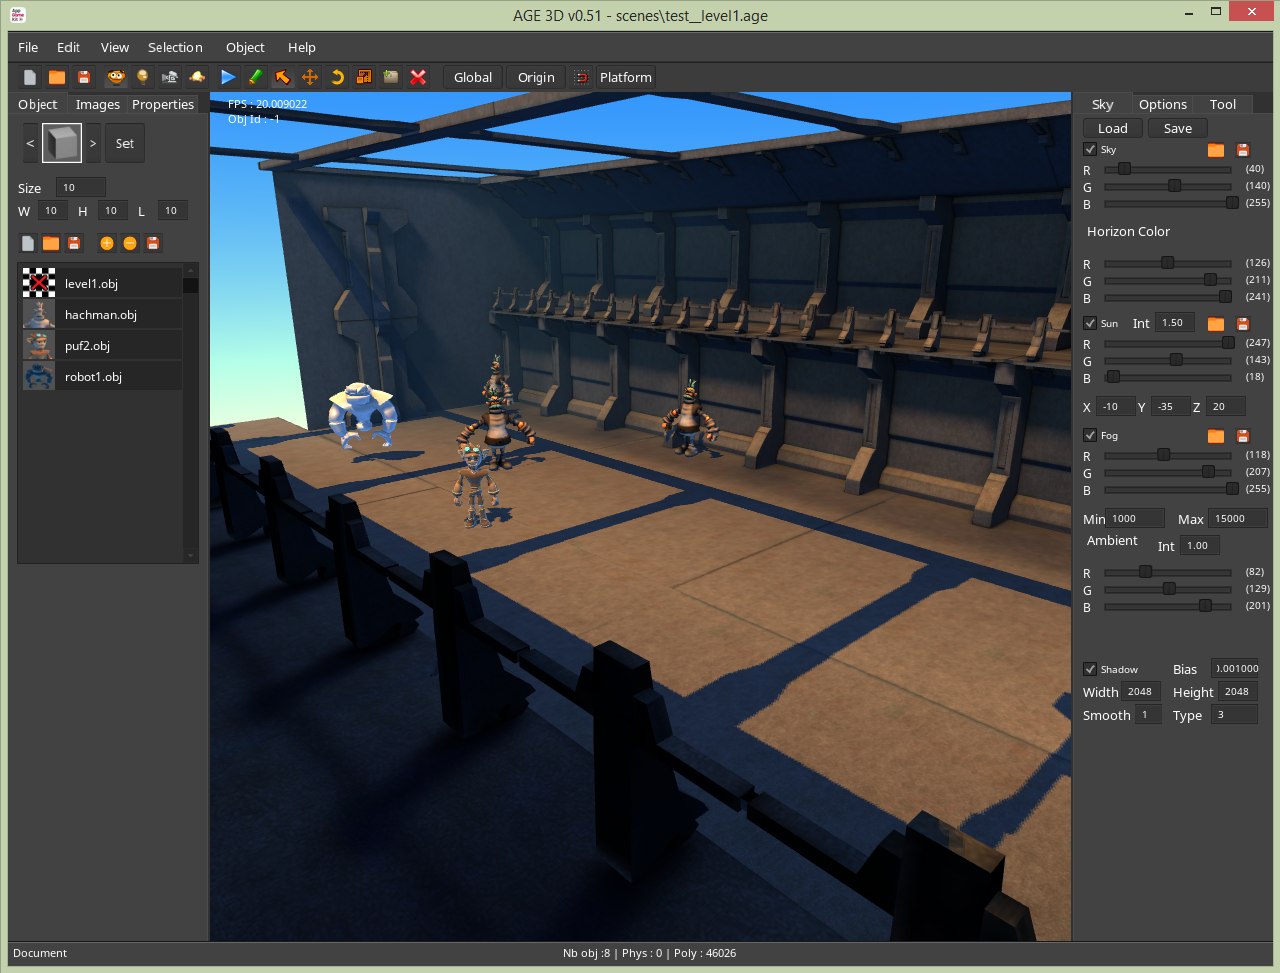 AGE 3D v0.51 - scenes\test_level1.age
File Edit View Selection Object Help
Global Origin Platform
Object Images Properties
< > Set
Size 10
W 10 H 10 L 10
level1.obj
hachman.obj
puf2.obj
robot1.obj
FPS : 20.009022
Obj Id : -1
Sky Options Tool
Load Save
Sky
R (40)
G (140)
B (255)
Horizon Color
R (126)
G (211)
B (241)
Sun Int 1.50
R (247)
G (143)
B (18)
X -10 Y -35 Z 20
Fog
R (118)
G (207)
B (255)
Min 1000 Max 15000
Ambient Int 1.00
R (82)
G (129)
B (201)
Shadow Bias 0.001000
Width 2048 Height 2048
Smooth 1 Type 3
Document Nb obj :8 | Phys : 0 | Poly : 46026